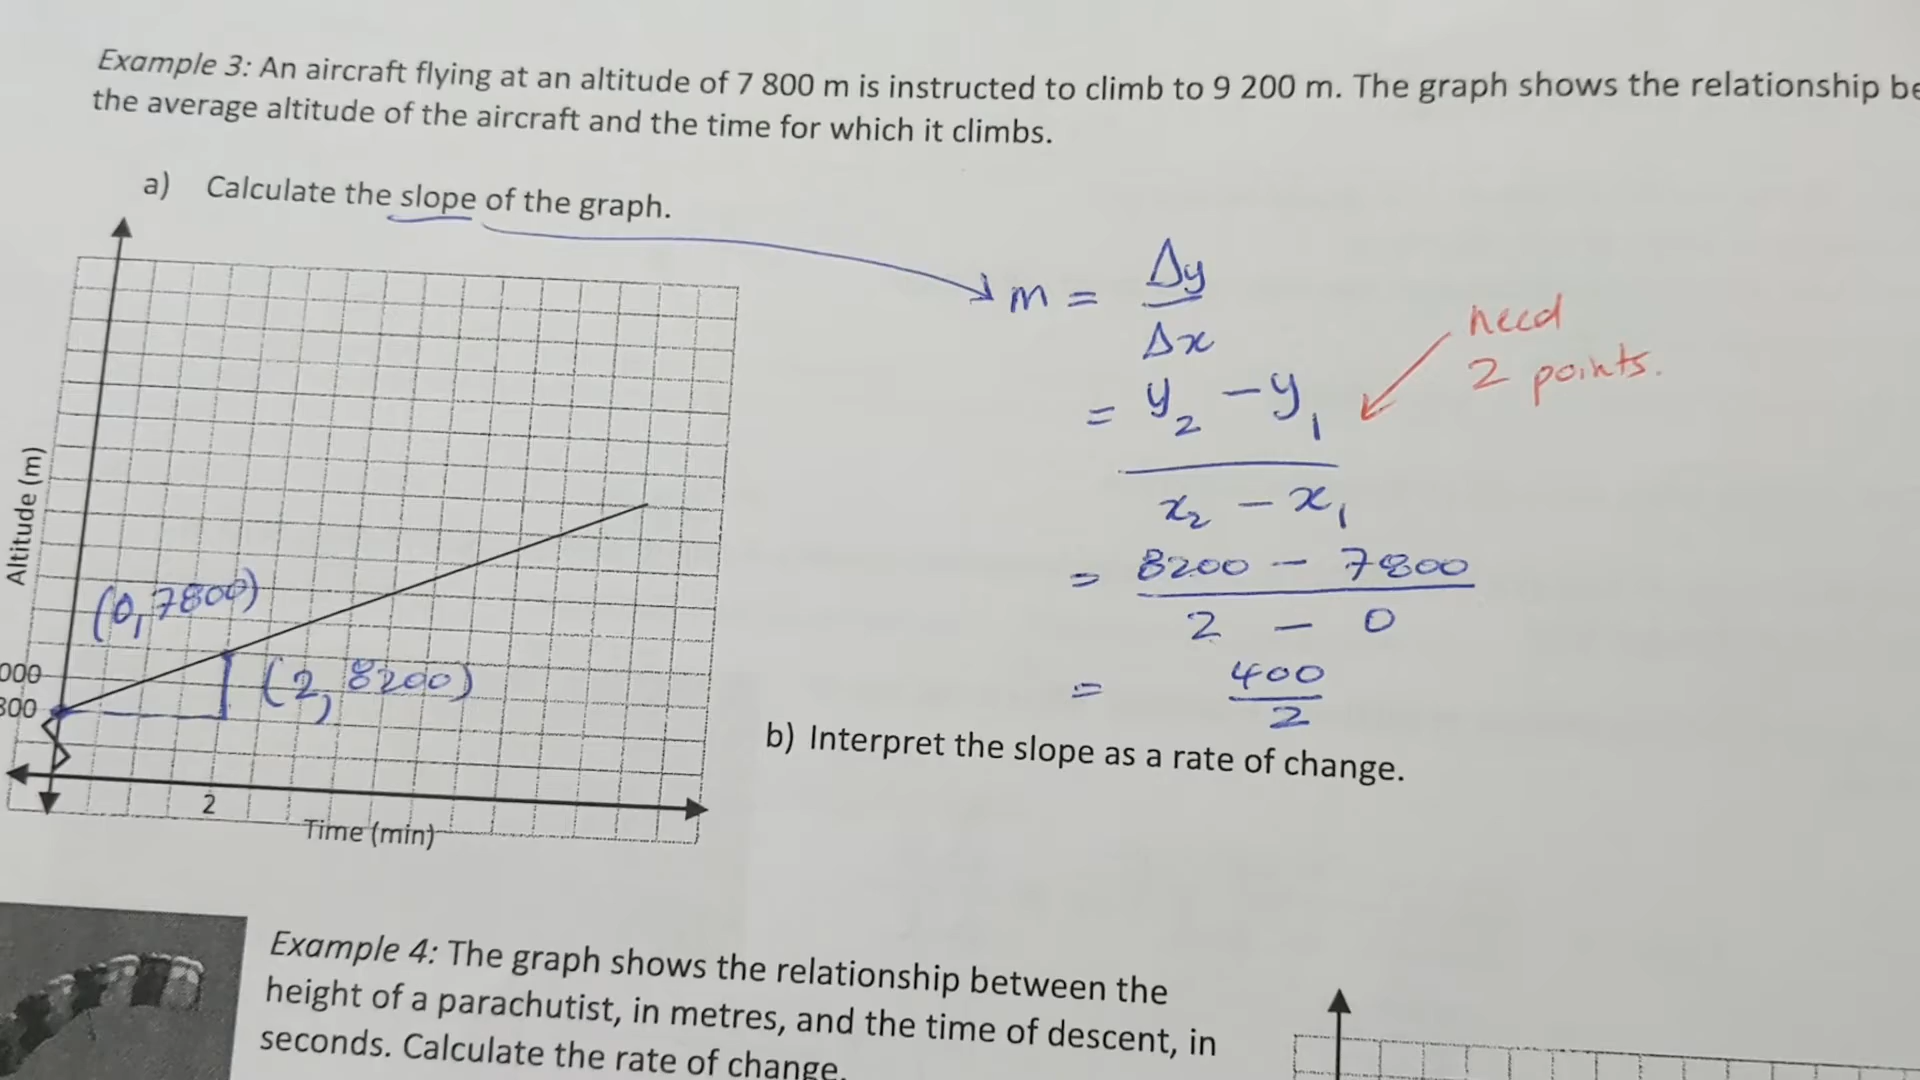 Example 3: An aircraft flying at an altitude of 7 800 m is instructed to climb to 9 200 m. The graph shows the relationship be
the average altitude of the aircraft and the time for which it climbs.
a) Calculate the slope of the graph.
m = Δy
Δx
need
2 points.
= y₂ - y₁
x₂ - x₁
Altitude (m)
= 8200 - 7800
2 - 0
(0, 7800)
(2, 8200)
= 400
2
000
800
b) Interpret the slope as a rate of change.
2
Time (min)
Example 4: The graph shows the relationship between the
height of a parachutist, in metres, and the time of descent, in
seconds. Calculate the rate of change.